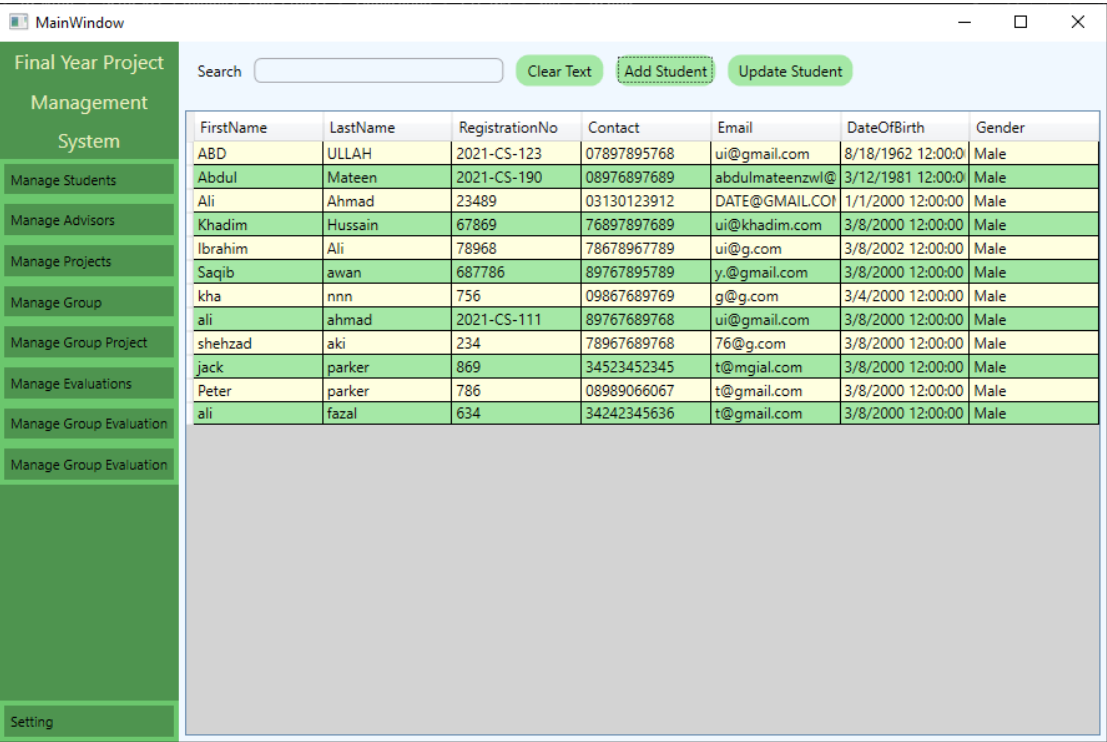 MainWindow
Final Year Project
Management
System
Manage Students
Manage Advisors
Manage Projects
Manage Group
Manage Group Project
Manage Evaluations
Manage Group Evaluation
Manage Group Evaluation
Setting
Search Clear Text Add Student Update Student
FirstName LastName RegistrationNo Contact Email DateOfBirth Gender
ABD ULLAH 2021-CS-123 07897895768 ui@gmail.com 8/18/1962 12:00:0 Male
Abdul Mateen 2021-CS-190 08976897689 abdulmateenzwl@ 3/12/1981 12:00:0 Male
Ali Ahmad 23489 03130123912 DATE@GMAIL.COM 1/1/2000 12:00:00 Male
Khadim Hussain 67869 76897897689 ui@khadim.com 3/8/2000 12:00:00 Male
Ibrahim Ali 78968 78678967789 ui@g.com 3/8/2002 12:00:00 Male
Saqib awan 687786 89767895789 y.@gmail.com 3/8/2000 12:00:00 Male
kha nnn 756 09867689769 g@g.com 3/4/2000 12:00:00 Male
ali ahmad 2021-CS-111 89767689768 ui@gmail.com 3/8/2000 12:00:00 Male
shehzad aki 234 78967689768 76@g.com 3/8/2000 12:00:00 Male
jack parker 869 34523452345 t@mgial.com 3/8/2000 12:00:00 Male
Peter parker 786 08989066067 t@gmail.com 3/8/2000 12:00:00 Male
ali fazal 634 34242345636 t@gmail.com 3/8/2000 12:00:00 Male